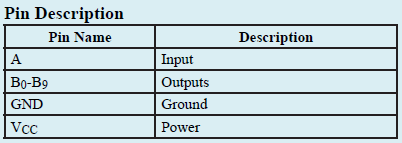 Pin Description
Pin Name Description
A Input
B0-B9 Outputs
GND Ground
VCC Power